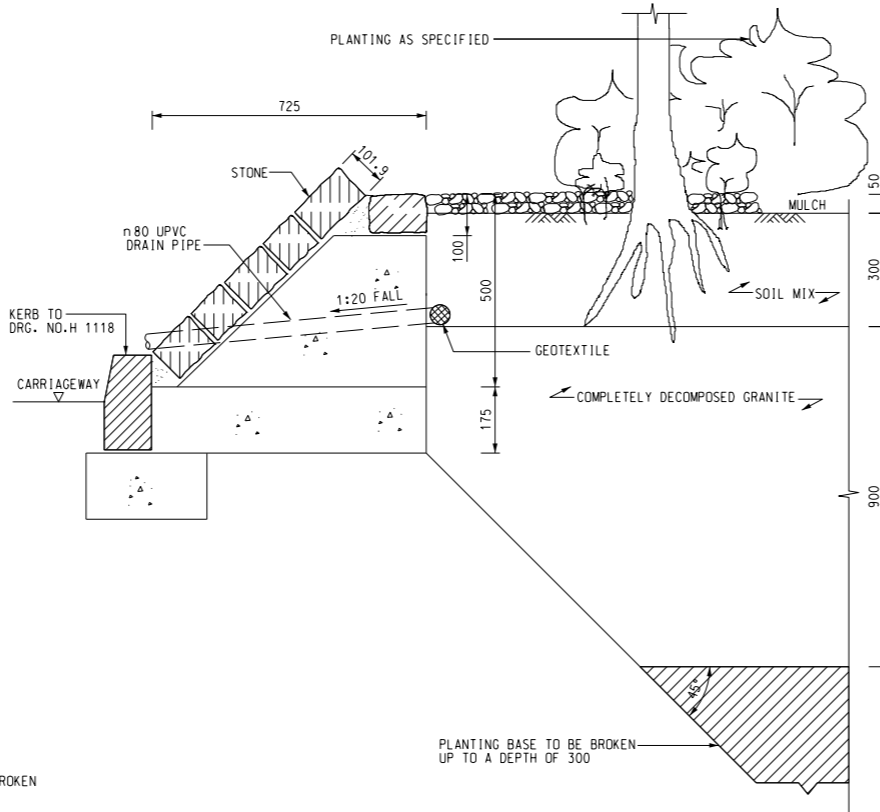 PLANTING AS SPECIFIED
725
101.9
STONE
50
MULCH
n80 UPVC
DRAIN PIPE
100
300
500
1:20 FALL
SOIL MIX
KERB TO
DRG. NO.H 1118
GEOTEXTILE
CARRIAGEWAY
COMPLETELY DECOMPOSED GRANITE
175
900
45°
PLANTING BASE TO BE BROKEN
UP TO A DEPTH OF 300
ROKEN